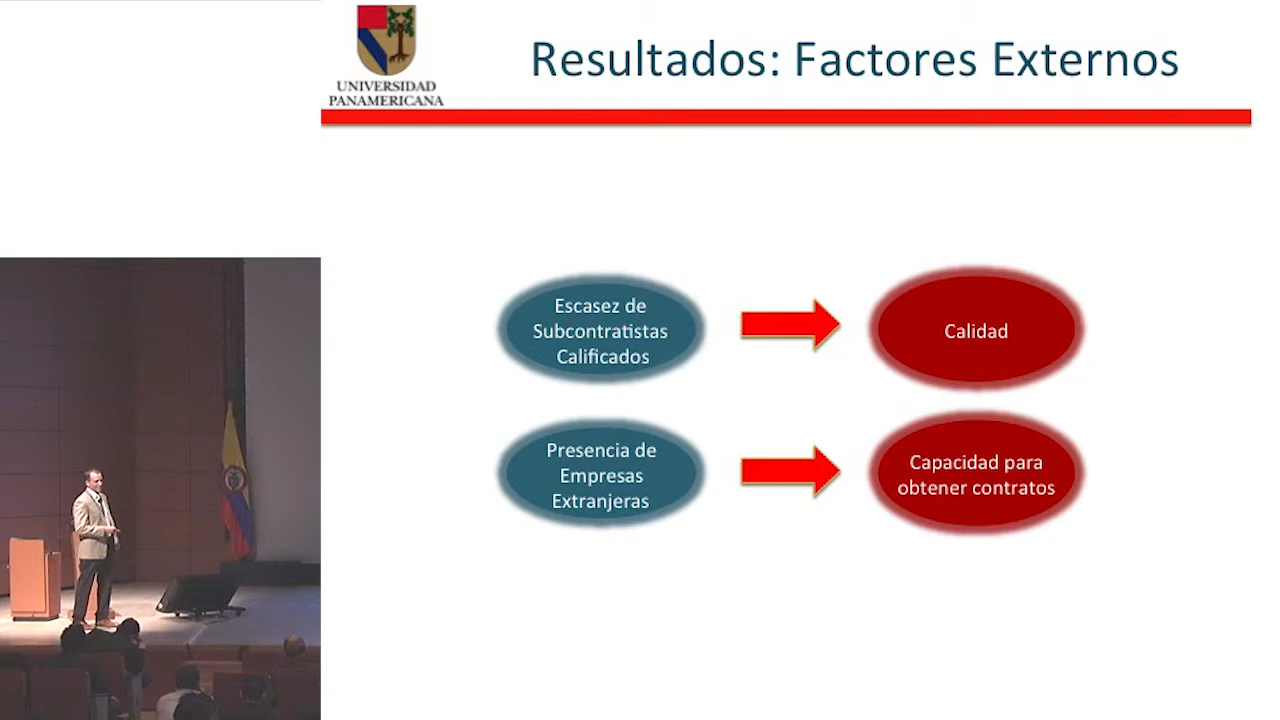 UNIVERSIDAD
PANAMERICANA
Resultados: Factores Externos
Escasez de
Subcontratistas
Calificados
Calidad
Presencia de
Empresas
Extranjeras
Capacidad para
obtener contratos